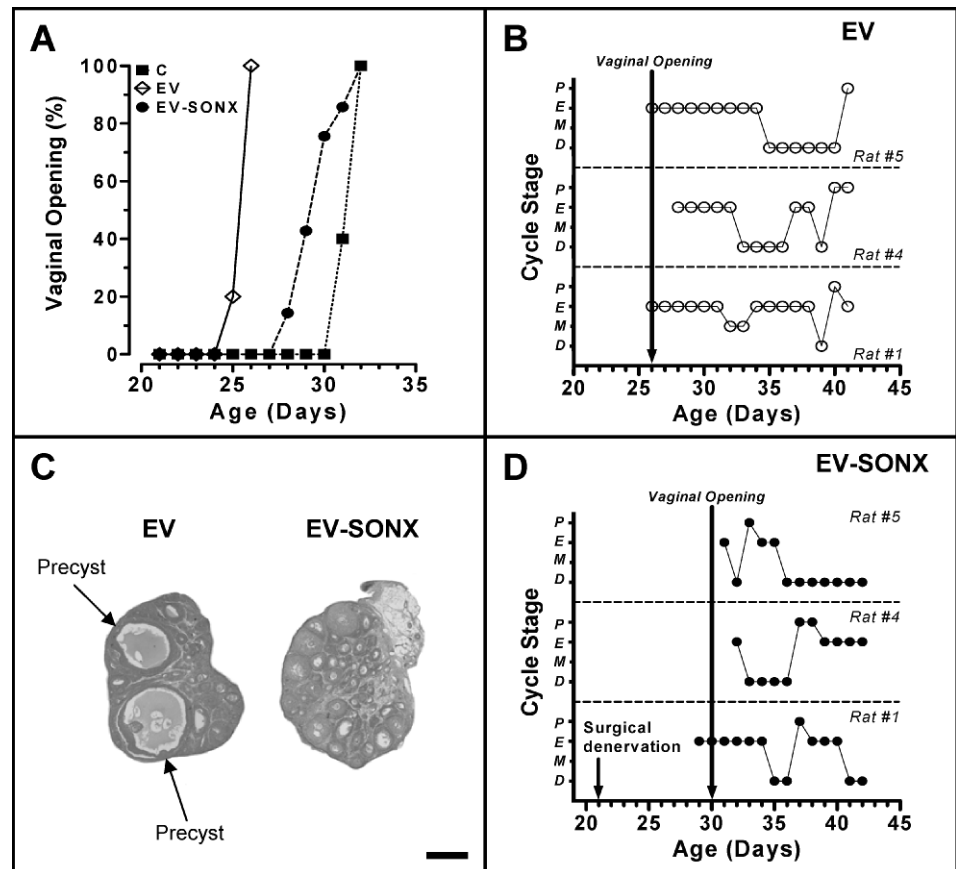 A
100
80
60
40
20
0
Vaginal Opening (%)
C
EV
EV-SONX
20 25 30 35
Age (Days)
B
EV
Vaginal Opening
P
E
M
D
Rat #5
P
E
M
D
Rat #4
P
E
M
D
Rat #1
Cycle Stage
20 25 30 35 40 45
Age (Days)
C
EV
EV-SONX
Precyst
Precyst
D
EV-SONX
Vaginal Opening
Rat #5
P
E
M
D
Rat #4
P
E
M
D
Rat #1
P
E
M
D
Cycle Stage
Surgical
denervation
20 25 30 35 40 45
Age (Days)